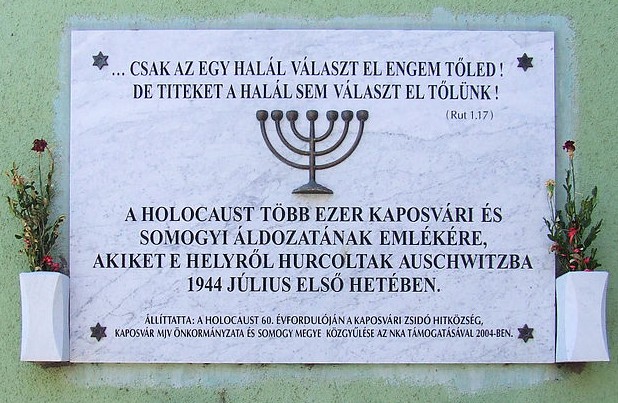 ... CSAK AZ EGY HALÁL VÁLASZT EL ENGEM TŐLED !
DE TITEKET A HALÁL SEM VÁLASZT EL TŐLÜNK !
(Rut 1.17)
A HOLOCAUST TÖBB EZER KAPOSVÁRI ÉS
SOMOGYI ÁLDOZATÁNAK EMLÉKÉRE,
AKIKET E HELYRŐL HURCOLTAK AUSCHWITZBA
1944 JÚLIUS ELSŐ HETÉBEN.
ÁLLÍTTATTA: A HOLOCAUST 60. ÉVFORDULÓJÁN A KAPOSVÁRI ZSIDÓ HITKÖZSÉG,
KAPOSVÁR MJV ÖNKORMÁNYZATA ÉS SOMOGY MEGYE KÖZGYŰLÉSE AZ NKA TÁMOGATÁSÁVAL 2004-BEN.